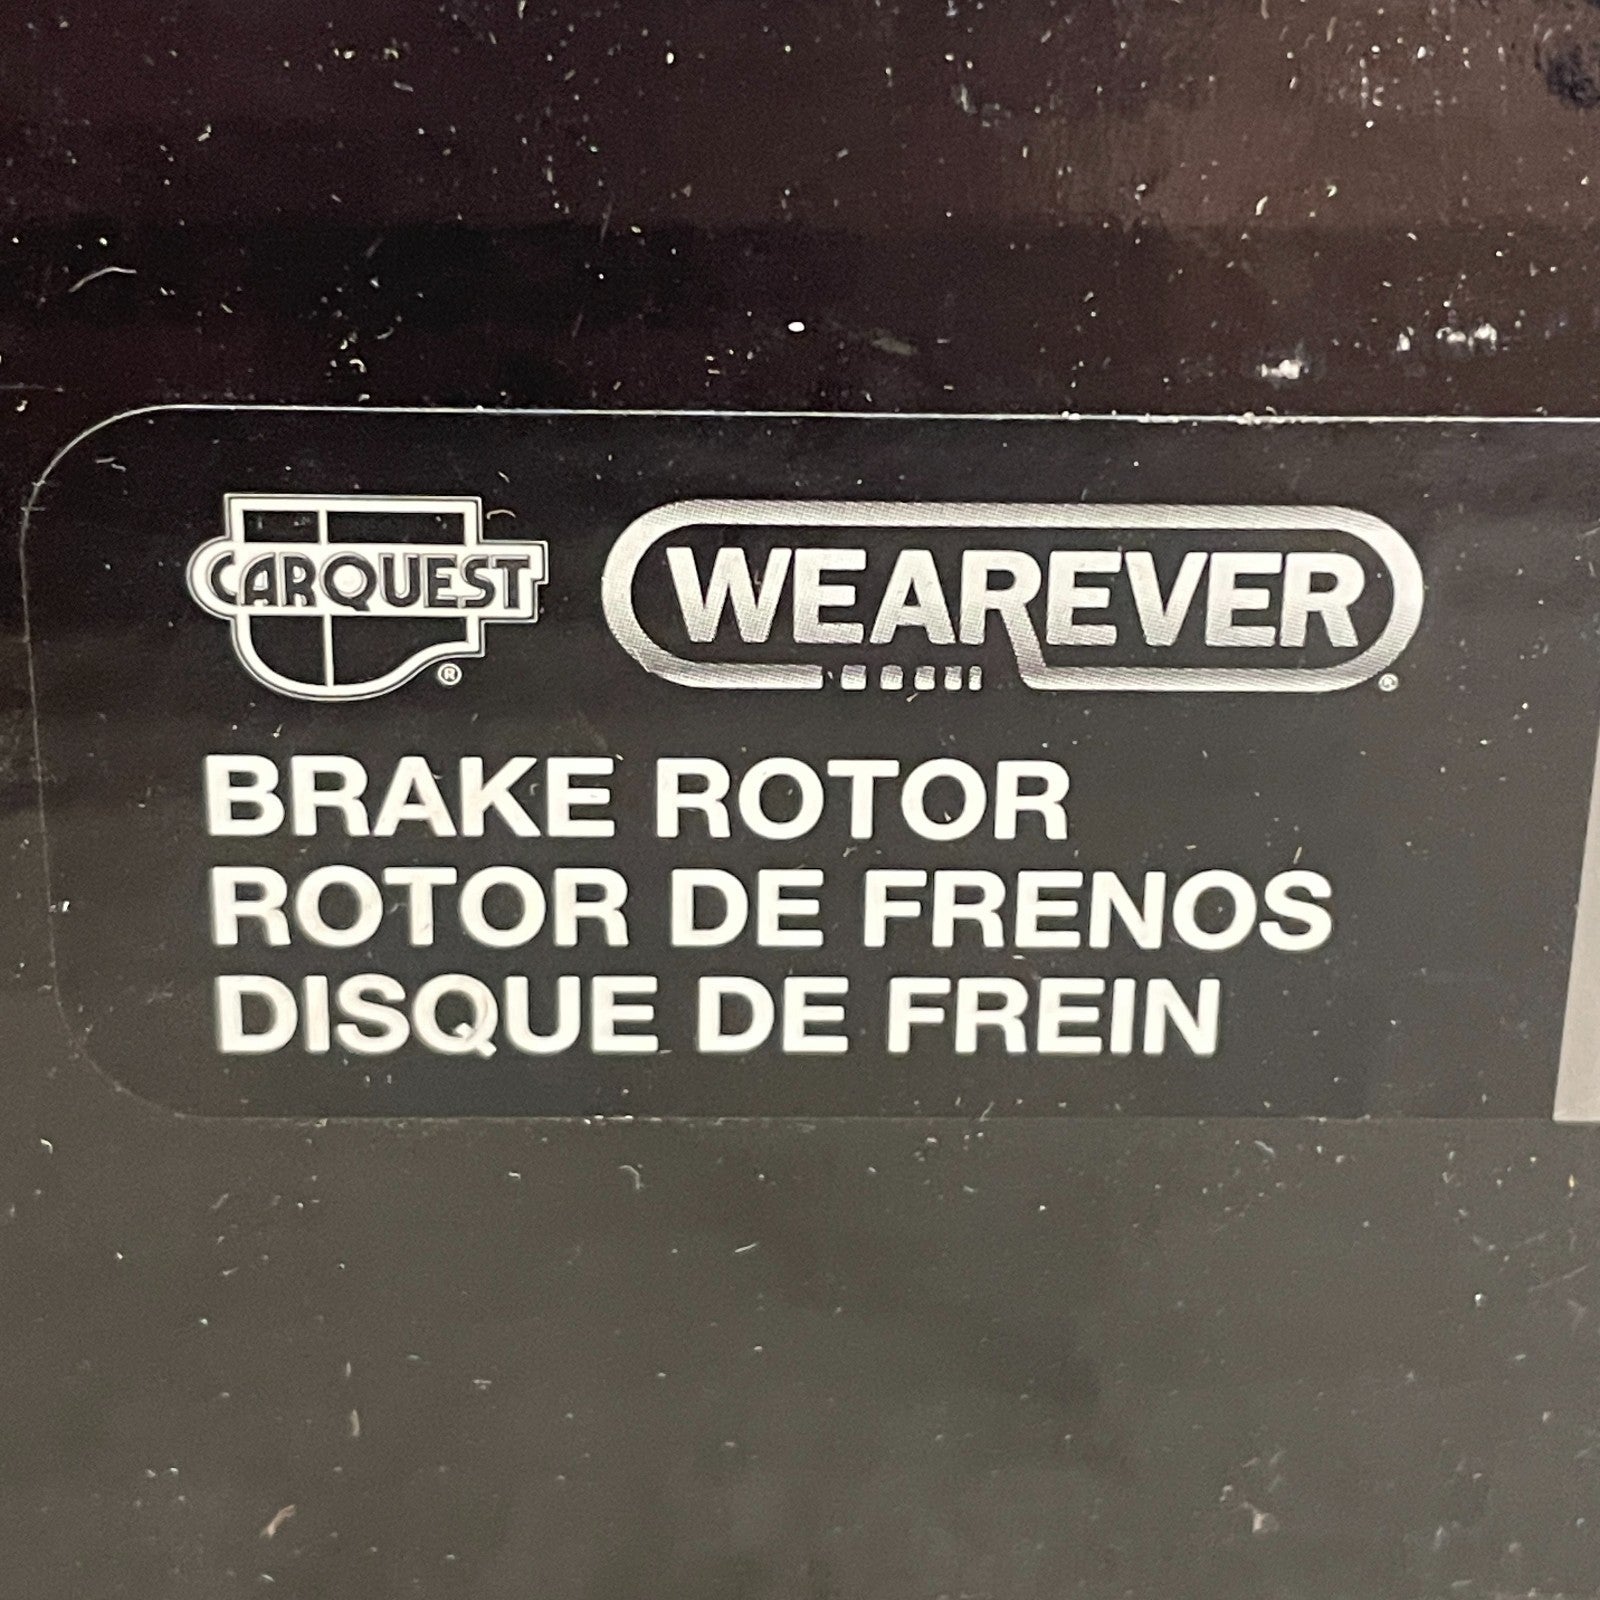 CARQUEST ® WEAREVER ®
BRAKE ROTOR
ROTOR DE FRENOS
DISQUE DE FREIN